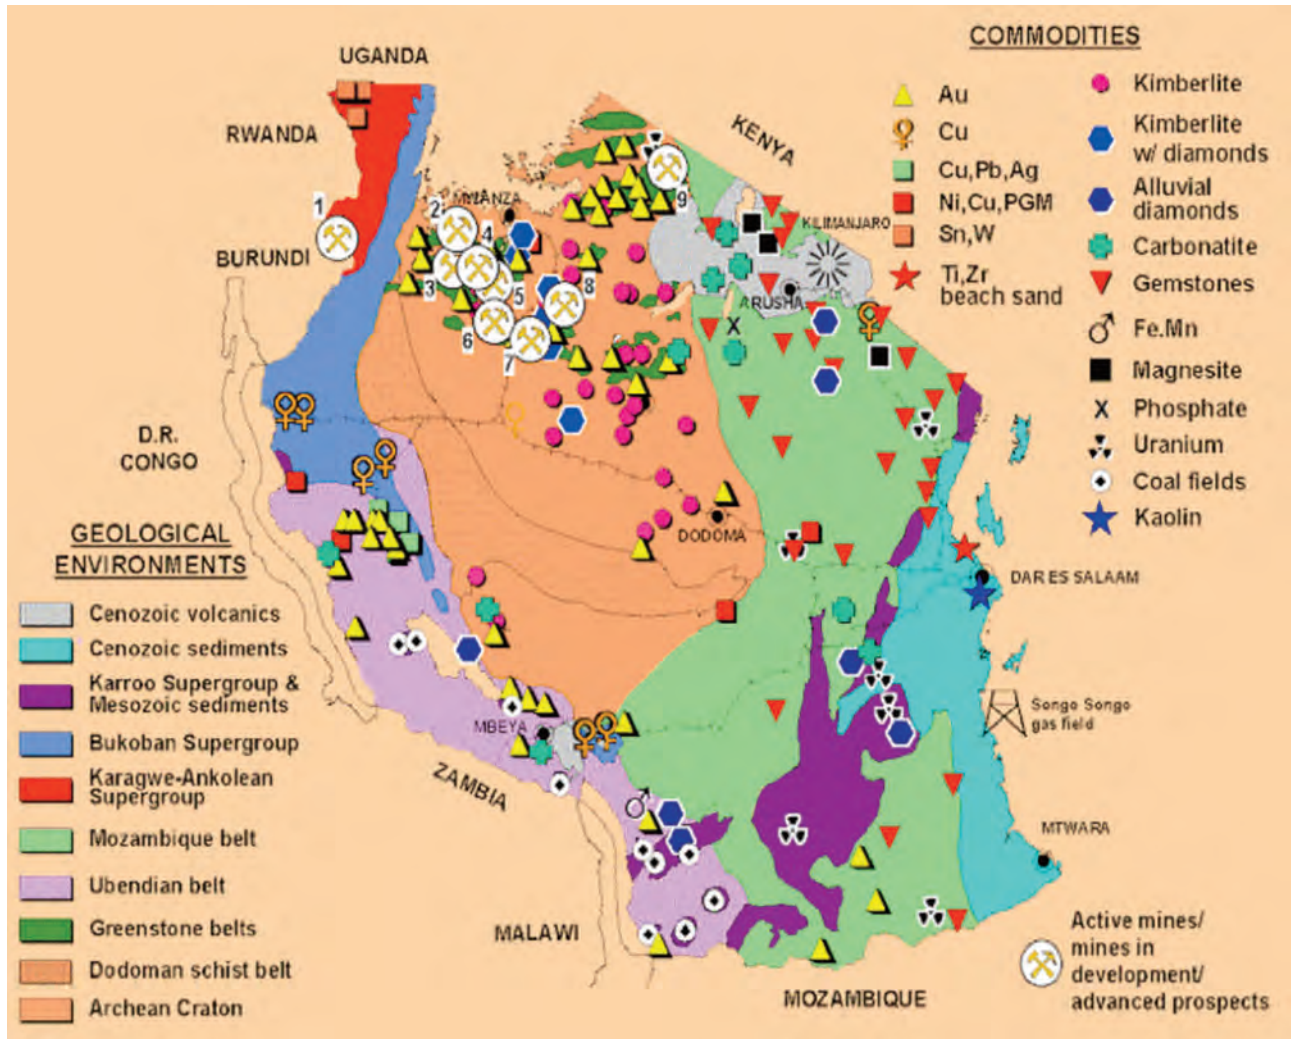 COMMODITIES
Au
Cu
Cu,Pb,Ag
Ni,Cu,PGM
Sn,W
Ti,Zr
beach sand
Kimberlite
Kimberlite
w/ diamonds
Alluvial
diamonds
Carbonatite
Gemstones
Fe.Mn
Magnesite
X
Phosphate
Uranium
Coal fields
Kaolin
UGANDA
RWANDA
KENYA
1
BURUNDI
2
MWANZA
4
9
KILIMANJARO
3
5
8
ARUSHA
X
6
7
D.R.
CONGO
DODOMA
DAR ES SALAAM
GEOLOGICAL
ENVIRONMENTS
Cenozoic volcanics
Cenozoic sediments
Karroo Supergroup &
Mesozoic sediments
Bukoban Supergroup
Karagwe-Ankolean
Supergroup
Mozambique belt
Ubendian belt
Greenstone belts
Dodoman schist belt
Archean Craton
Songo Songo
gas field
MBEYA
ZAMBIA
MTWARA
MALAWI
MOZAMBIQUE
Active mines/
mines in
development/
advanced prospects